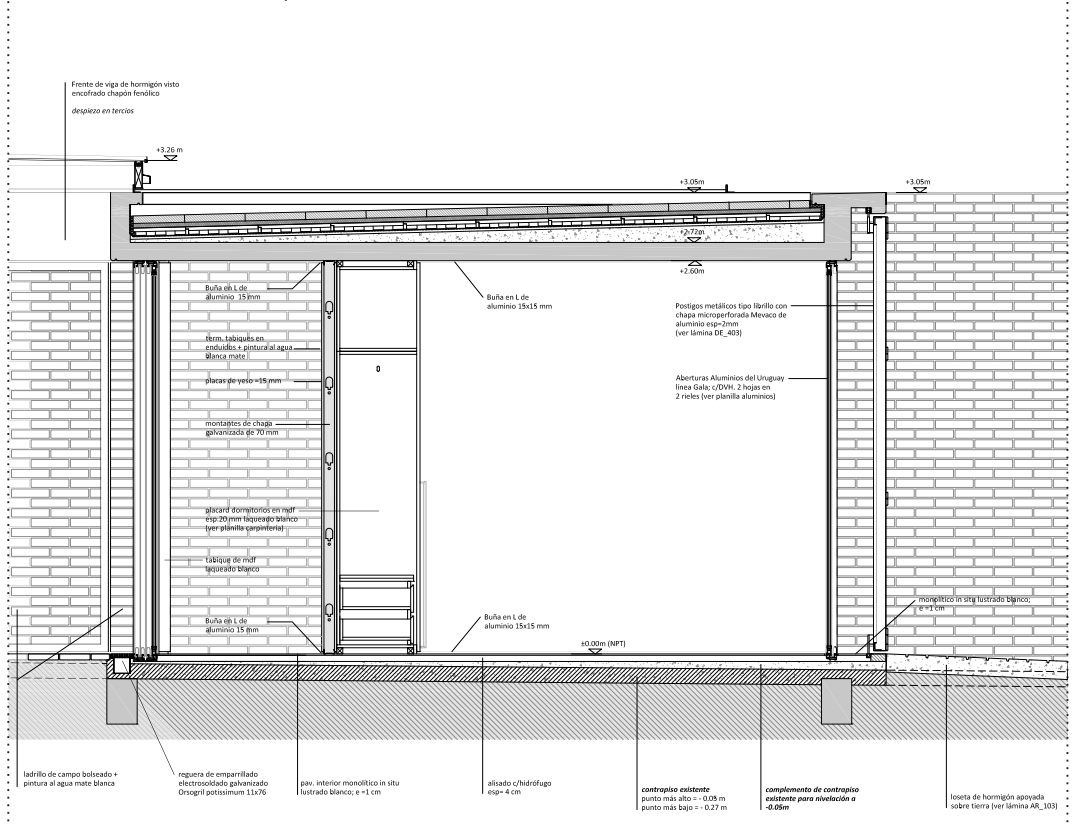 Frente de viga de hormigón visto
encofrado chapón fenólico
despiezo en tercios
+3.26 m
+3.05m
+3.05m
+2.72m
+2.60m
Buña en L de
aluminio 15 mm
Buña en L de
aluminio 15x15 mm
Postigos metálicos tipo librillo con
chapa microperforada Mevaco de
aluminio esp=2mm
(ver lámina DE_403)
term. tabiques en
enduidos + pintura al agua
blanca mate
placas de yeso =15 mm
Aberturas Aluminios del Uruguay
línea Gala; c/DVH. 2 hojas en
2 rieles (ver planilla aluminios)
montantes de chapa
galvanizada de 70 mm
placard dormitorios en mdf
esp.20 mm laqueado blanco
(ver planilla carpintería)
tabique de mdf
laqueado blanco
monolítico in situ lustrado blanco;
e =1 cm
Buña en L de
aluminio 15 mm
Buña en L de
aluminio 15x15 mm
±0.00m (NPT)
ladrillo de campo bolseado +
pintura al agua mate blanca
reguera de emparrillado
electrosoldado galvanizado
Orsogril potissimum 11x76
pav. interior monolítico in situ
lustrado blanco; e =1 cm
alisado c/hidrófugo
esp= 4 cm
contrapiso existente
punto más alto = - 0.05 m
punto más bajo = - 0.27 m
complemento de contrapiso
existente para nivelación a
-0.05m
loseta de hormigón apoyada
sobre tierra (ver lámina AR_103)